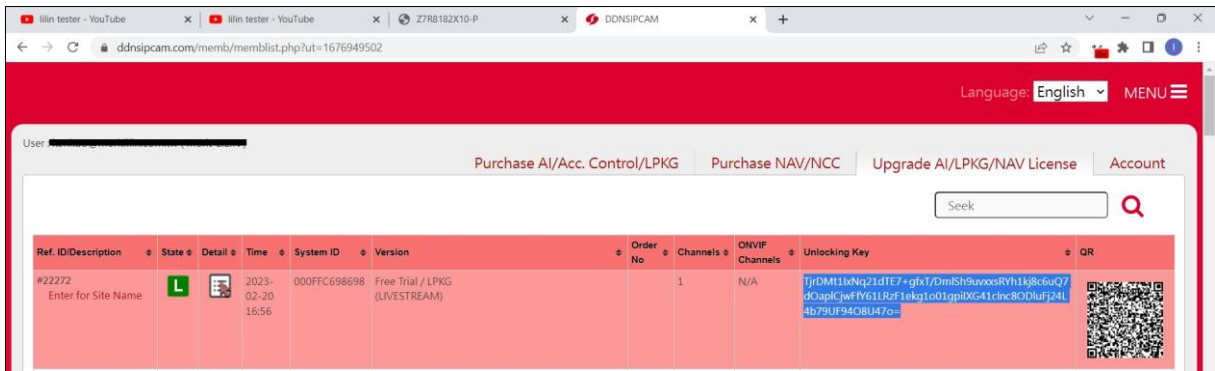 lilin tester - YouTube
lilin tester - YouTube
Z7R8182X10-P
DDNSIPCAM
ddnsipcam.com/memb/memblist.php?ut=1676949502
Language: English
MENU
User
Purchase AI/Acc. Control/LPKG
Purchase NAV/NCC
Upgrade AI/LPKG/NAV License
Account
Seek
Ref. ID/Description
State
Detail
Time
System ID
Version
Order
No
Channels
ONVIF
Channels
Unlocking Key
QR
#22272
Enter for Site Name
L
2023-
02-20
16:56
000FFC698698
Free Trial / LPKG
(LIVESTREAM)
1
N/A
TjrDMt1lxNq21dTE7+gfxT/DmlSh9uvxxsRYh1kj8c6uQ7
dOaplCjwFfY61LRzF1ekg1o01gpiIXG41clnc8ODluFj24L
4b79UF94O8U47o=